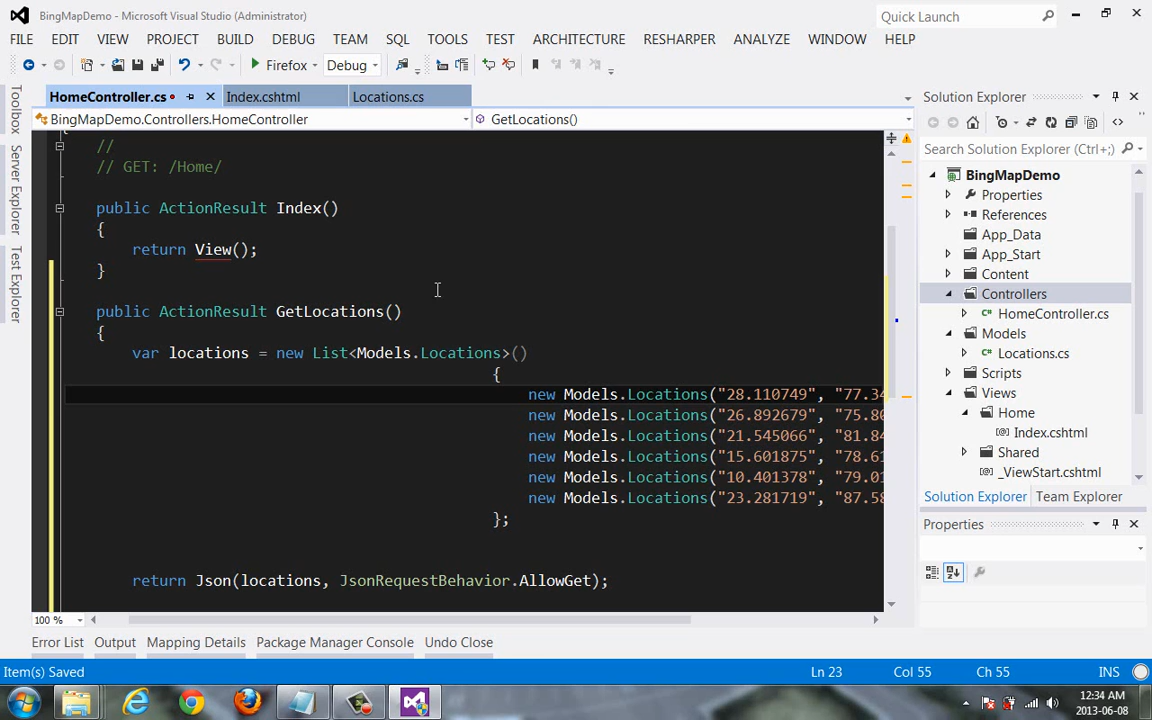 BingMapDemo - Microsoft Visual Studio (Administrator)
Quick Launch
FILE EDIT VIEW PROJECT BUILD DEBUG TEAM SQL TOOLS TEST ARCHITECTURE RESHARPER ANALYZE WINDOW HELP
Firefox Debug
HomeController.cs Index.cshtml Locations.cs
BingMapDemo.Controllers.HomeController GetLocations()
Toolbox
Server Explorer
Test Explorer
//
// GET: /Home/
public ActionResult Index()
{
return View();
}
public ActionResult GetLocations()
{
var locations = new List<Models.Locations>()
{
new Models.Locations("28.110749", "77.34
new Models.Locations("26.892679", "75.80
new Models.Locations("21.545066", "81.84
new Models.Locations("15.601875", "78.61
new Models.Locations("10.401378", "79.01
new Models.Locations("23.281719", "87.58
};
return Json(locations, JsonRequestBehavior.AllowGet);
100 %
Solution Explorer
Search Solution Explorer (Ctrl+;)
BingMapDemo
Properties
References
App_Data
App_Start
Content
Controllers
HomeController.cs
Models
Locations.cs
Scripts
Views
Home
Index.cshtml
Shared
_ViewStart.cshtml
Solution Explorer Team Explorer
Properties
Error List Output Mapping Details Package Manager Console Undo Close
Item(s) Saved Ln 23 Col 55 Ch 55 INS
12:34 AM
2013-06-08